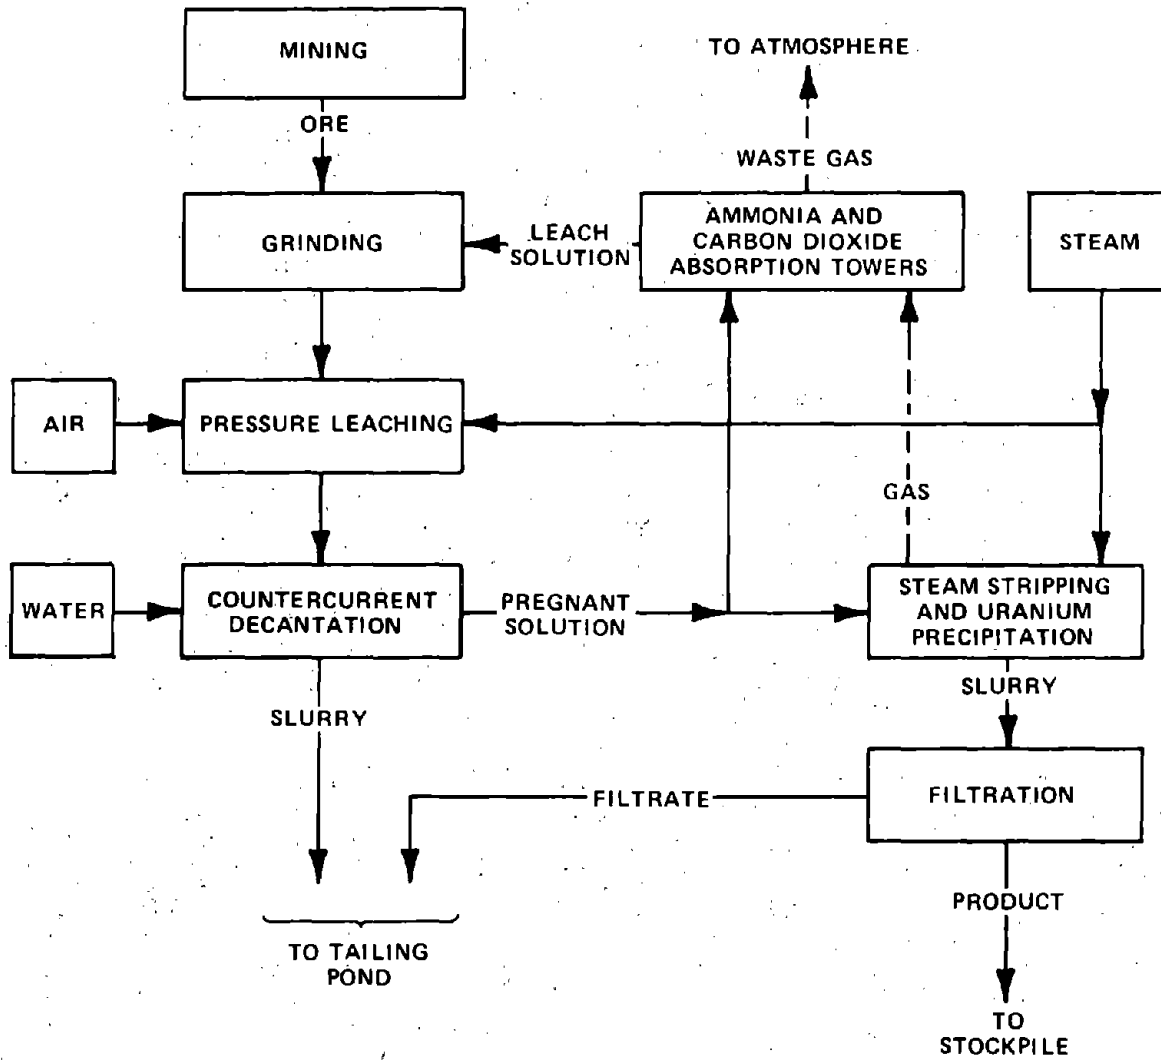 MINING
TO ATMOSPHERE
ORE
WASTE GAS
GRINDING
LEACH
SOLUTION
AMMONIA AND
CARBON DIOXIDE
ABSORPTION TOWERS
STEAM
AIR
PRESSURE LEACHING
GAS
WATER
COUNTERCURRENT
DECANTATION
PREGNANT
SOLUTION
STEAM STRIPPING
AND URANIUM
PRECIPITATION
SLURRY
SLURRY
FILTRATE
FILTRATION
PRODUCT
TO TAILING
POND
TO
STOCKPILE